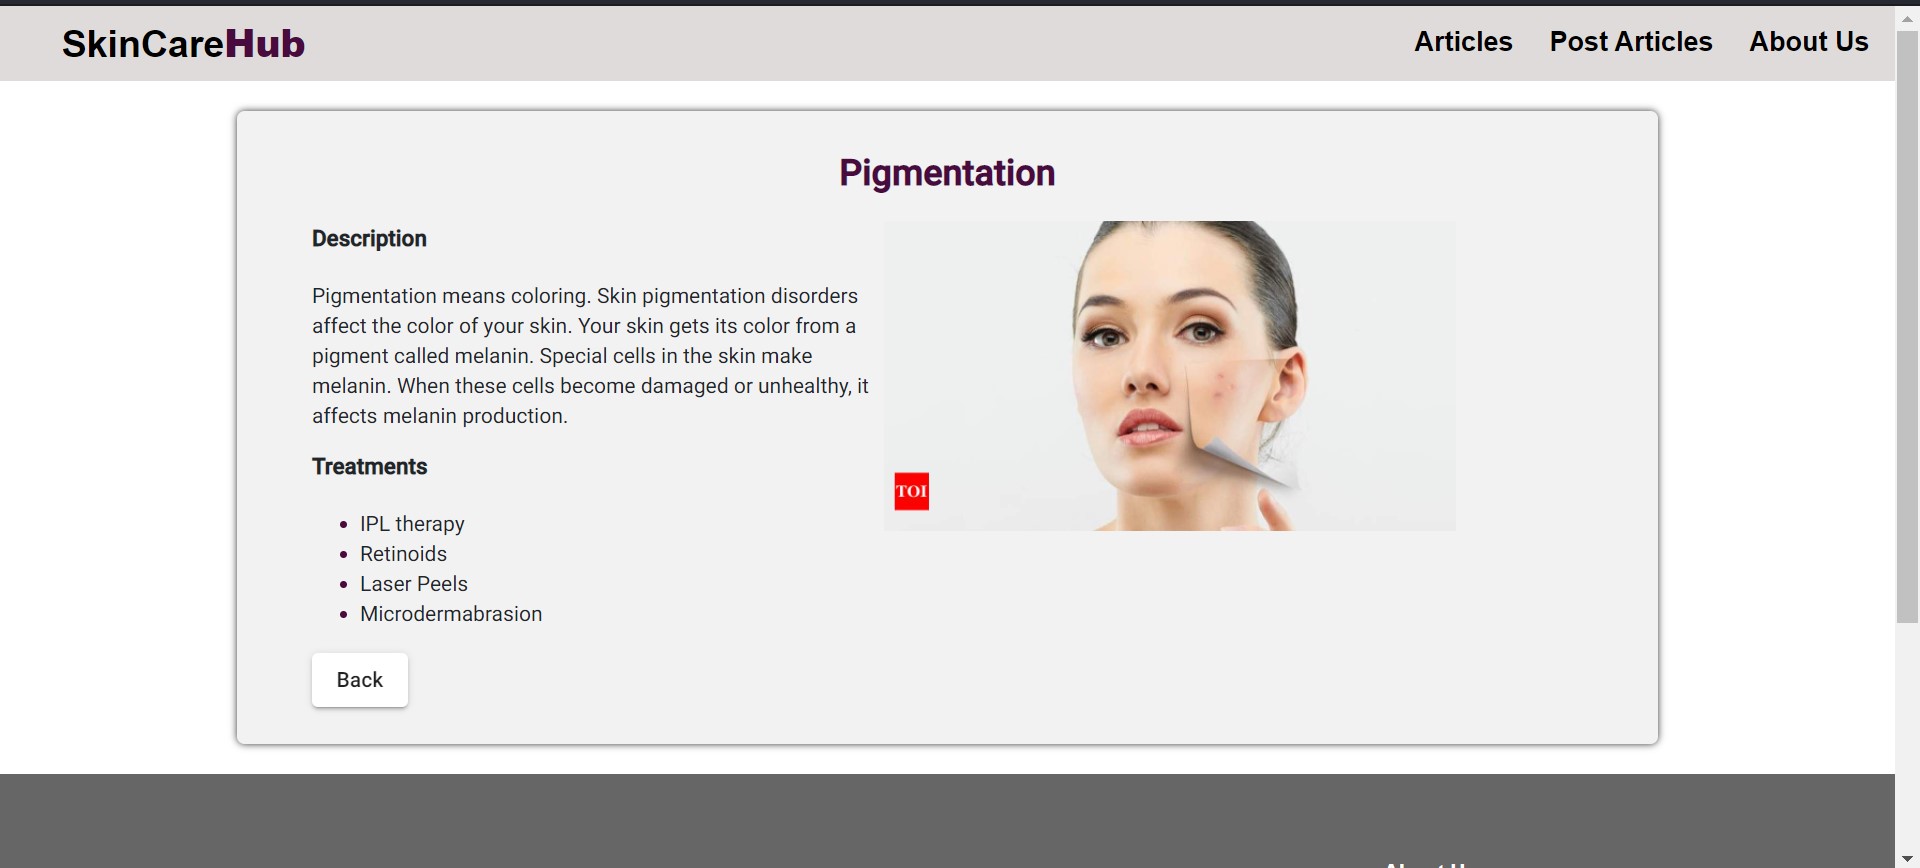 SkinCareHub
Articles Post Articles About Us
Pigmentation
Description
Pigmentation means coloring. Skin pigmentation disorders
affect the color of your skin. Your skin gets its color from a
pigment called melanin. Special cells in the skin make
melanin. When these cells become damaged or unhealthy, it
affects melanin production.
Treatments
IPL therapy
Retinoids
Laser Peels
Microdermabrasion
Back
TOI